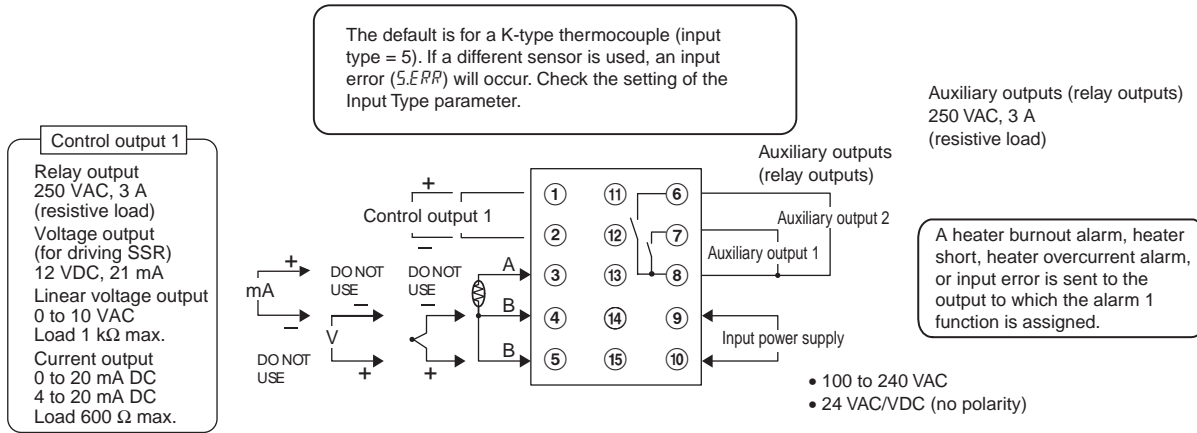 The default is for a K-type thermocouple (input
type = 5). If a different sensor is used, an input
error (S.ERR) will occur. Check the setting of the
Input Type parameter.
Auxiliary outputs (relay outputs)
250 VAC, 3 A
(resistive load)
Control output 1
Relay output
250 VAC, 3 A
(resistive load)
Voltage output
(for driving SSR)
12 VDC, 21 mA
Linear voltage output
0 to 10 VAC
Load 1 kΩ max.
Current output
0 to 20 mA DC
4 to 20 mA DC
Load 600 Ω max.
mA
+
−
DO NOT
USE
V
−
+
DO NOT
USE
DO NOT
USE
−
+
+
Control output 1
−
A
B
B
1
2
3
4
5
11
12
13
14
15
6
7
8
9
10
Auxiliary outputs
(relay outputs)
Auxiliary output 2
Auxiliary output 1
Input power supply
• 100 to 240 VAC
• 24 VAC/VDC (no polarity)
A heater burnout alarm, heater
short, heater overcurrent alarm,
or input error is sent to the
output to which the alarm 1
function is assigned.